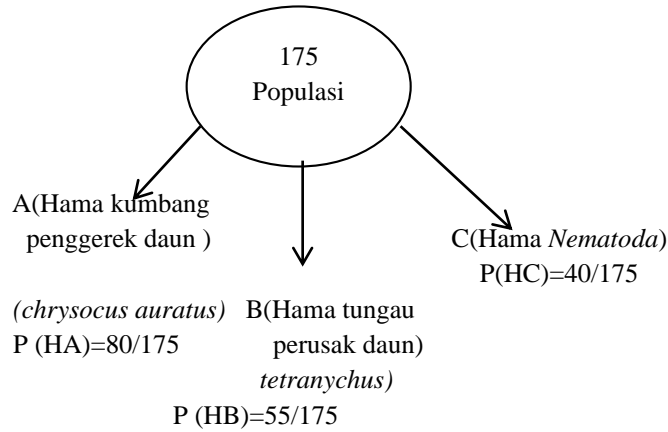 175
Populasi
A(Hama kumbang
penggerek daun )
(chrysocus auratus)
P (HA)=80/175
B(Hama tungau
perusak daun)
tetranychus)
P (HB)=55/175
C(Hama Nematoda)
P(HC)=40/175